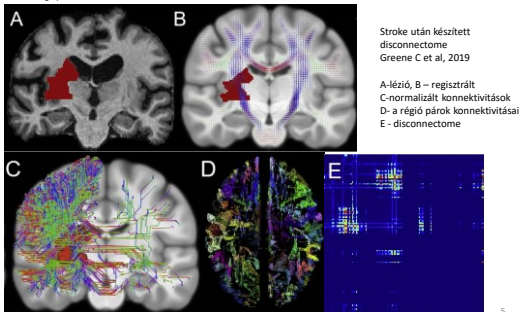 A
B
Stroke után készített
disconnectome
Greene C et al, 2019
A-lézió, B – regisztrált
C-normalizált konnektivitások
D- a régió párok konnektivitásai
E - disconnectome
C
D
E
5